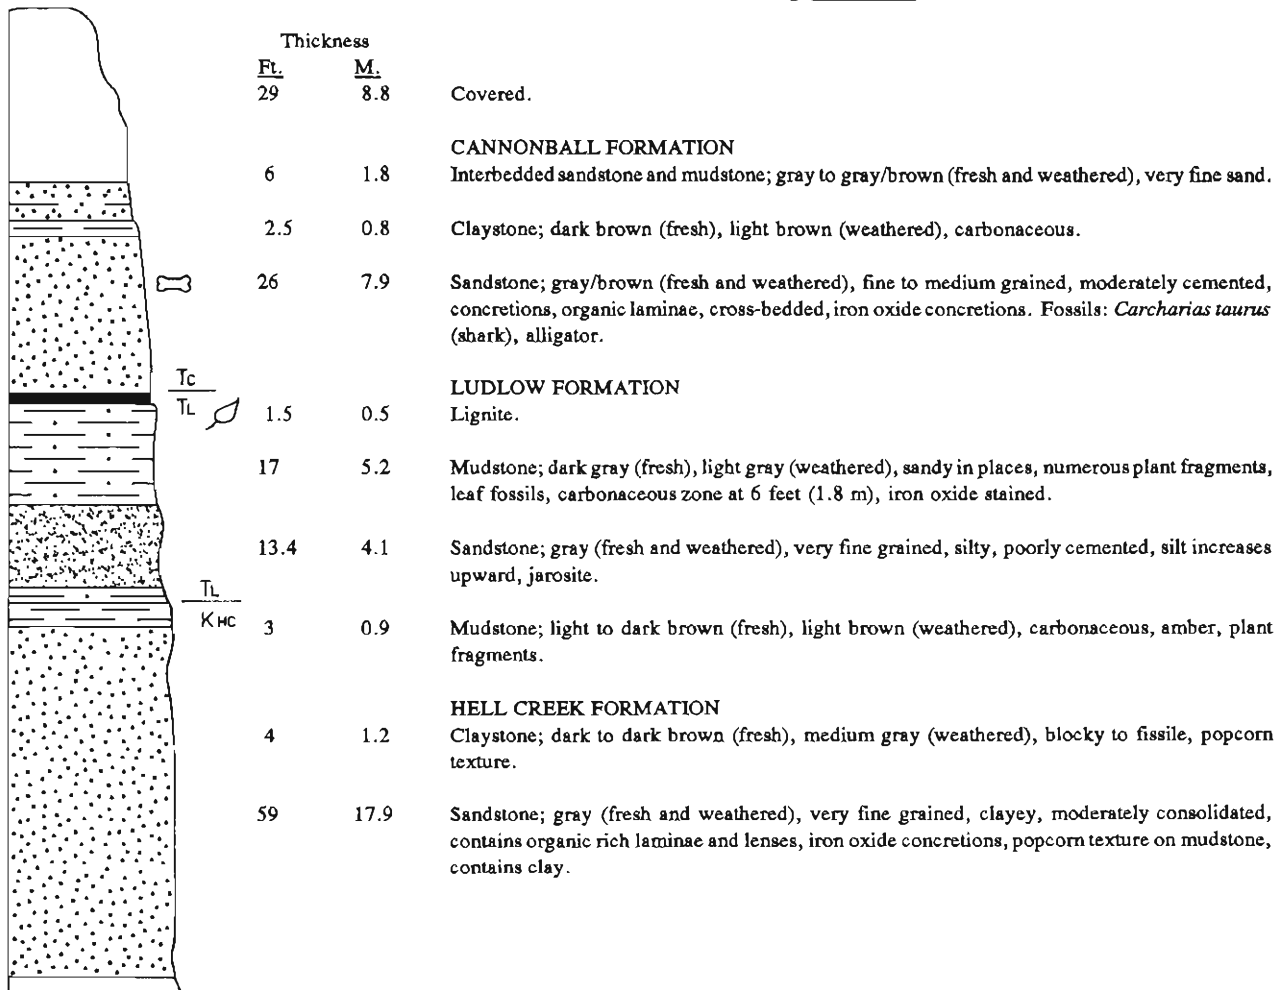 Thickness
Ft. M.
29 8.8 Covered.
CANNONBALL FORMATION
6 1.8 Interbedded sandstone and mudstone; gray to gray/brown (fresh and weathered), very fine sand.
2.5 0.8 Claystone; dark brown (fresh), light brown (weathered), carbonaceous.
26 7.9 Sandstone; gray/brown (fresh and weathered), fine to medium grained, moderately cemented,
concretions, organic laminae, cross-bedded, iron oxide concretions. Fossils: Carcharias taurus
(shark), alligator.
Tc
TL
LUDLOW FORMATION
1.5 0.5 Lignite.
17 5.2 Mudstone; dark gray (fresh), light gray (weathered), sandy in places, numerous plant fragments,
leaf fossils, carbonaceous zone at 6 feet (1.8 m), iron oxide stained.
13.4 4.1 Sandstone; gray (fresh and weathered), very fine grained, silty, poorly cemented, silt increases
upward, jarosite.
TL
KHC
3 0.9 Mudstone; light to dark brown (fresh), light brown (weathered), carbonaceous, amber, plant
fragments.
HELL CREEK FORMATION
4 1.2 Claystone; dark to dark brown (fresh), medium gray (weathered), blocky to fissile, popcorn
texture.
59 17.9 Sandstone; gray (fresh and weathered), very fine grained, clayey, moderately consolidated,
contains organic rich laminae and lenses, iron oxide concretions, popcorn texture on mudstone,
contains clay.